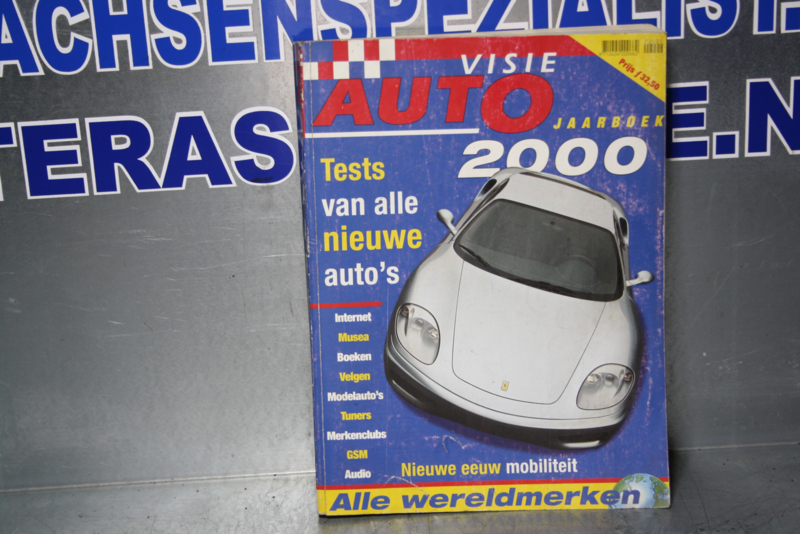 ACHSENSPEZIALIST
TERAS
E.N
VISIE
AUTO
JAARBOEK
2000
Prijs f 32,50
Tests
van alle
nieuwe
auto's
Internet
Musea
Boeken
Velgen
Modelauto's
Tuners
Merkenclubs
GSM
Audio
Nieuwe eeuw mobiliteit
Alle wereldmerken